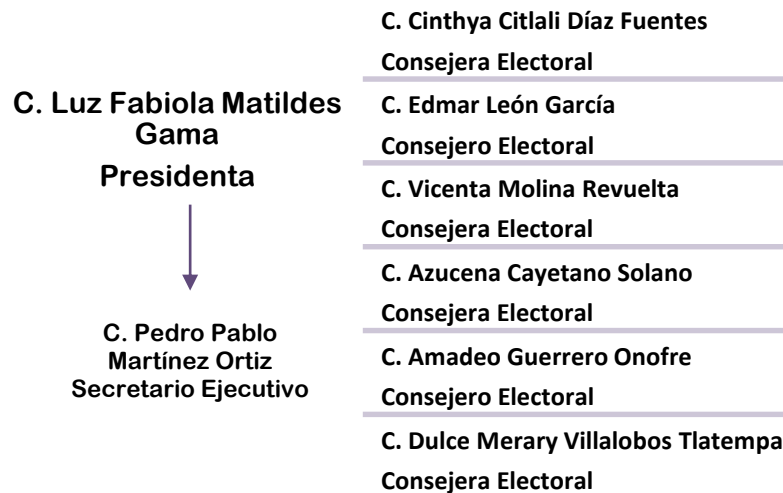 C. Luz Fabiola Matildes
Gama
Presidenta
C. Pedro Pablo
Martínez Ortiz
Secretario Ejecutivo
C. Cinthya Citlali Díaz Fuentes
Consejera Electoral
C. Edmar León García
Consejero Electoral
C. Vicenta Molina Revuelta
Consejera Electoral
C. Azucena Cayetano Solano
Consejera Electoral
C. Amadeo Guerrero Onofre
Consejero Electoral
C. Dulce Merary Villalobos Tlatempa
Consejera Electoral